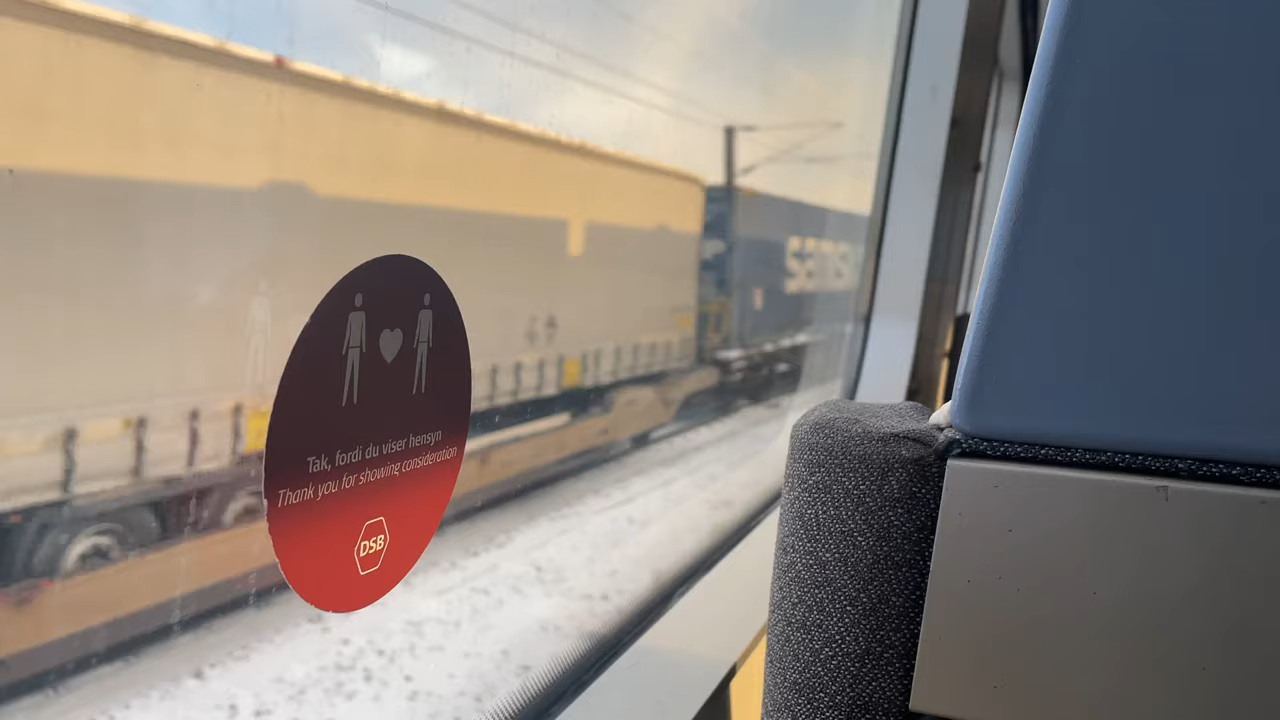 Tak, fordi du viser hensyn
Thank you for showing consideration
DSB